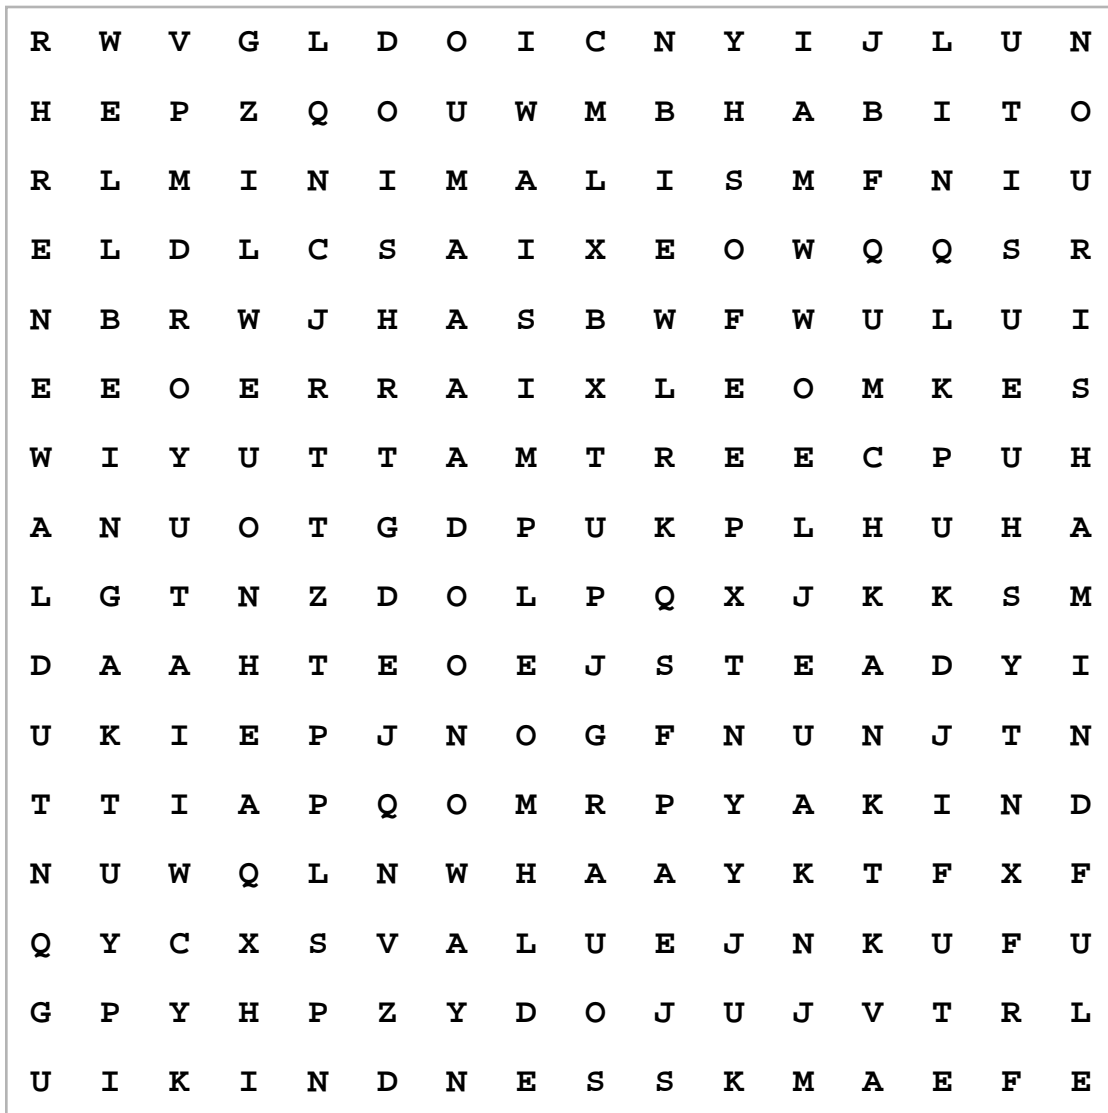 R W V G L D O I C N Y I J L U N
H E P Z Q O U W M B H A B I T O
R L M I N I M A L I S M F N I U
E L D L C S A I X E O W Q Q S R
N B R W J H A S B W F W U L U I
E E O E R R A I X L E O M K E S
W I Y U T T A M T R E E C P U H
A N U O T G D P U K P L H U H A
L G T N Z D O L P Q X J K K S M
D A A H T E O E J S T E A D Y I
U K I E P J N O G F N U N J T N
T T I A P Q O M R P Y A K I N D
N U W Q L N W H A A Y K T F X F
Q Y C X S V A L U E J N K U F U
G P Y H P Z Y D O J U J V T R L
U I K I N D N E S S K M A E F E